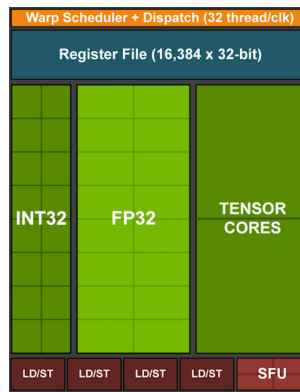 Warp Scheduler + Dispatch (32 thread/clk)
Register File (16,384 x 32-bit)
INT32
FP32
TENSOR
CORES
LD/ST
LD/ST
LD/ST
LD/ST
SFU